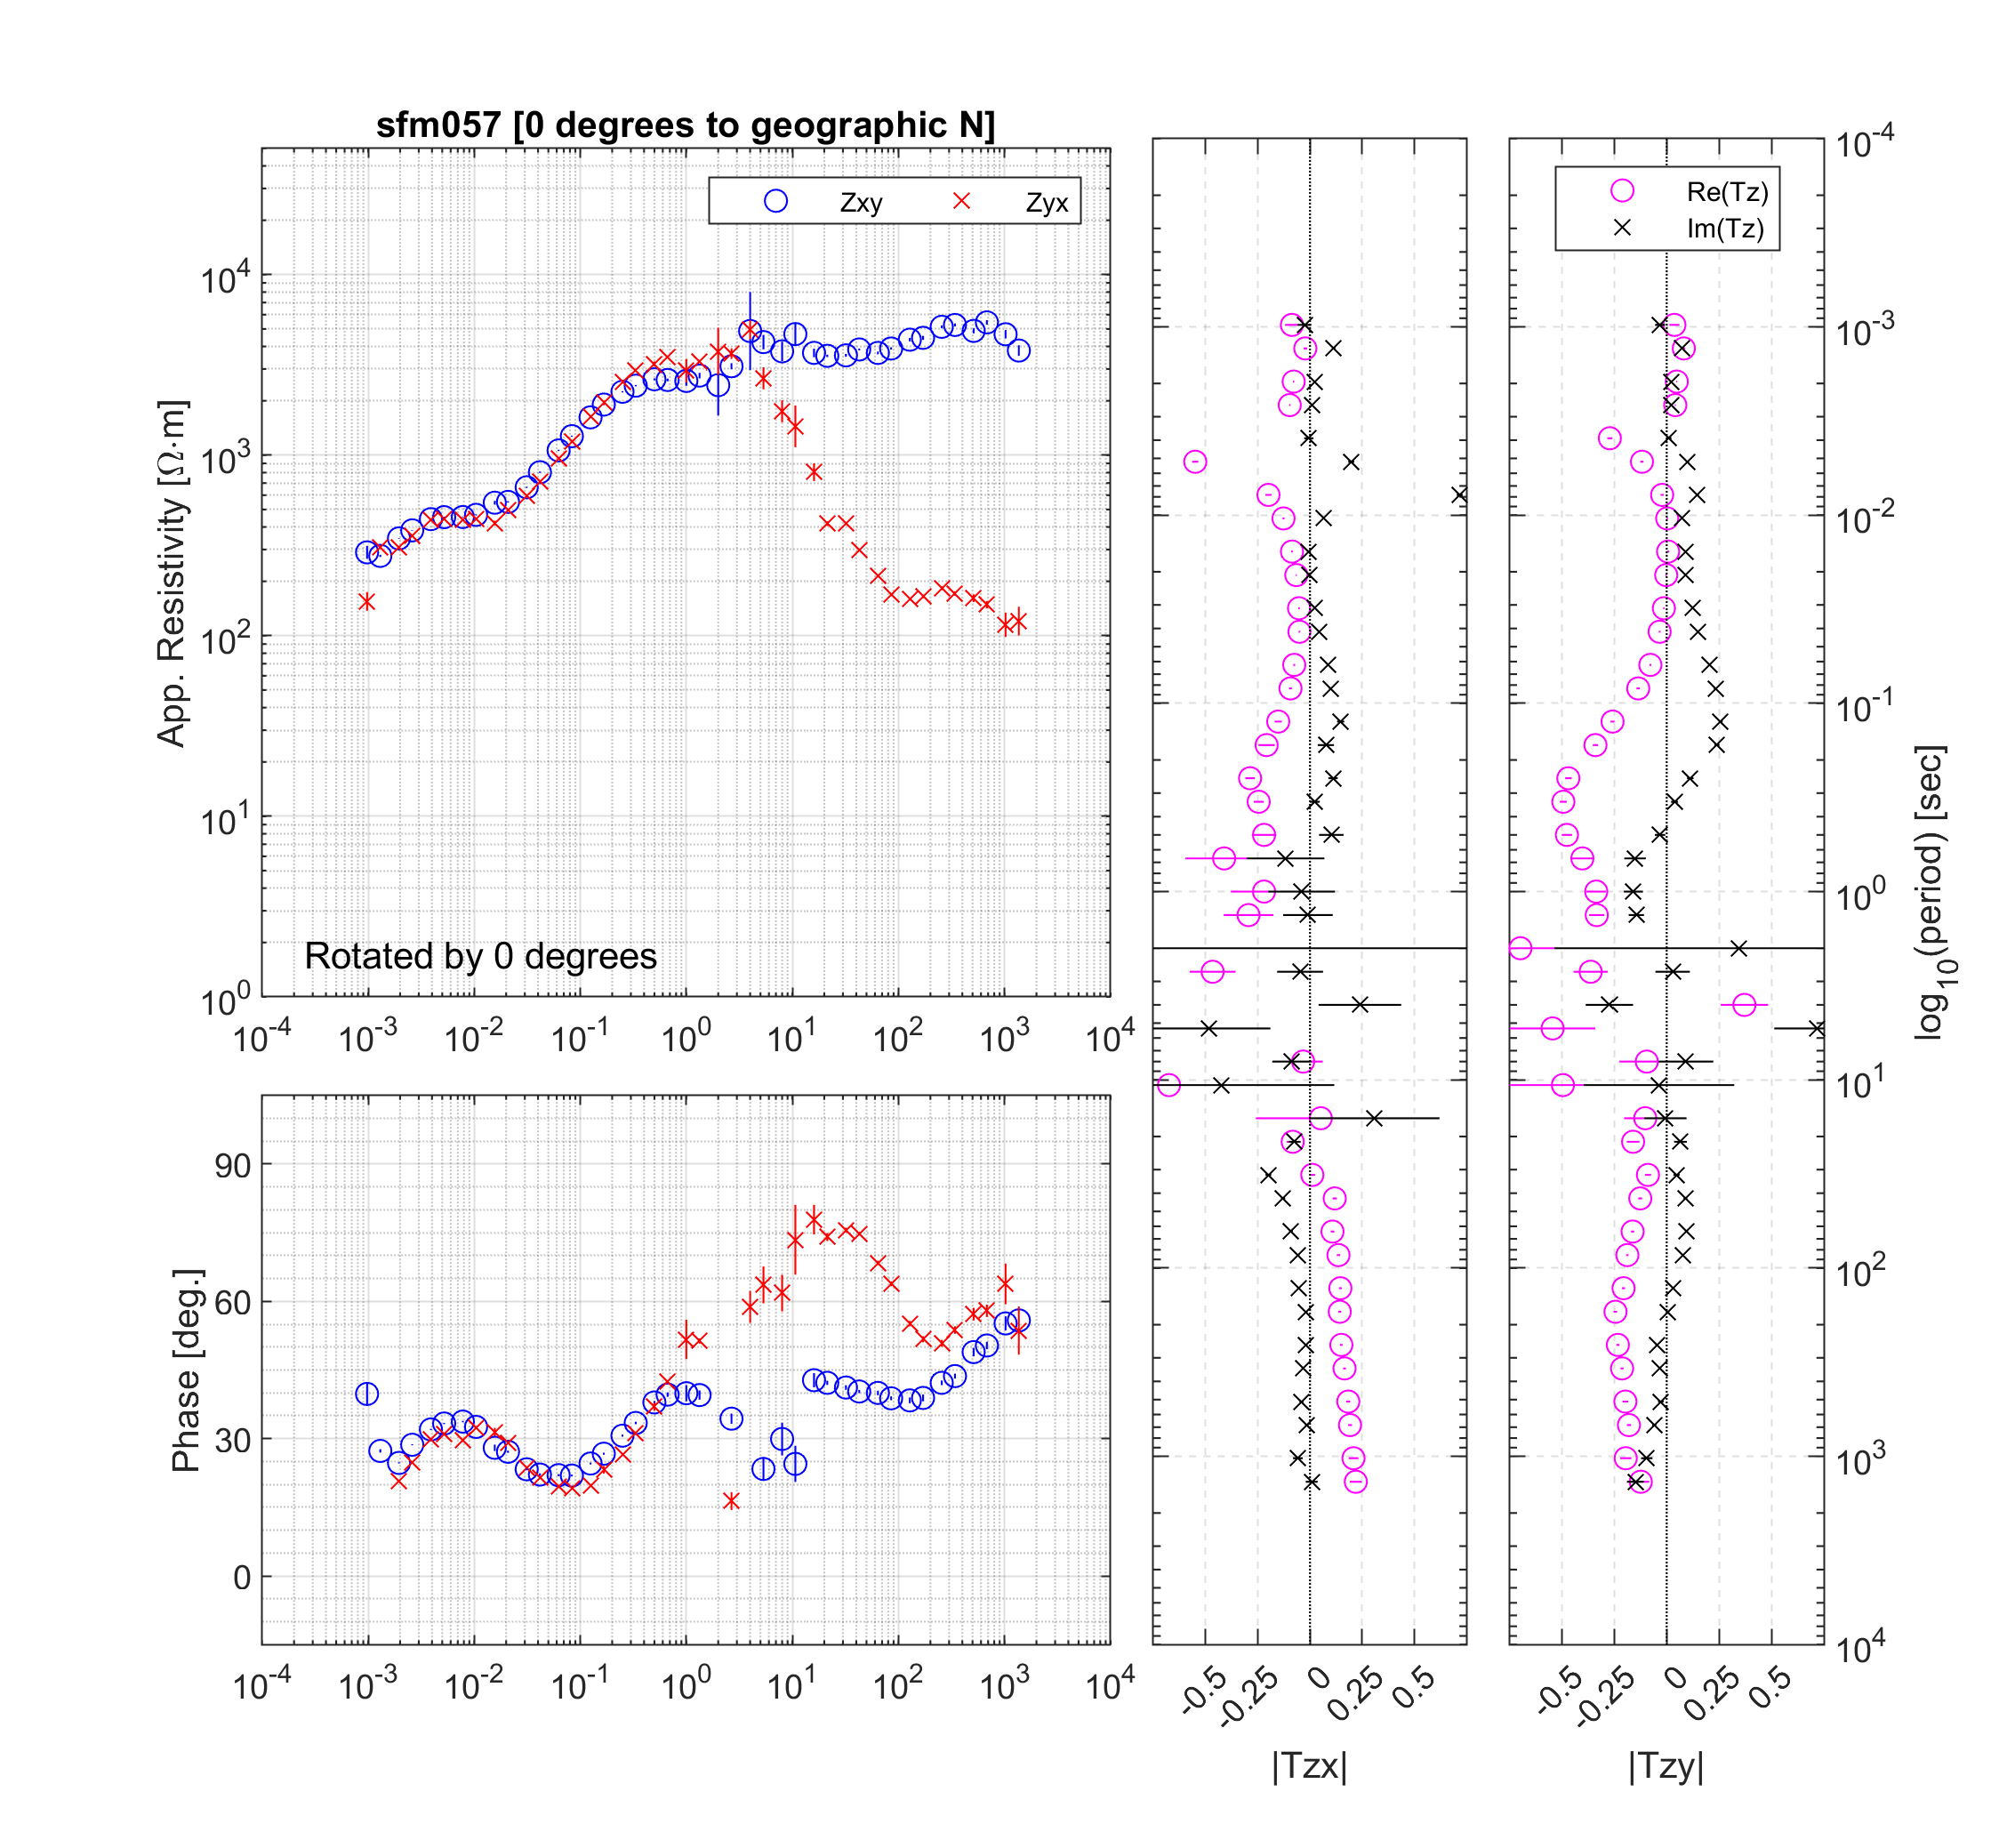 sfm057 [0 degrees to geographic N]
Zxy Zyx
App. Resistivity [Ω·m]
10^4
10^3
10^2
10^1
10^0
Rotated by 0 degrees
10^-4 10^-3 10^-2 10^-1 10^0 10^1 10^2 10^3 10^4
Phase [deg.]
90
60
30
0
10^-4 10^-3 10^-2 10^-1 10^0 10^1 10^2 10^3 10^4
-0.5 -0.25 0 0.25 0.5
|Tzx|
Re(Tz)
Im(Tz)
-0.5 -0.25 0 0.25 0.5
|Tzy|
10^-4
10^-3
10^-2
10^-1
10^0
10^1
10^2
10^3
10^4
log10(period) [sec]